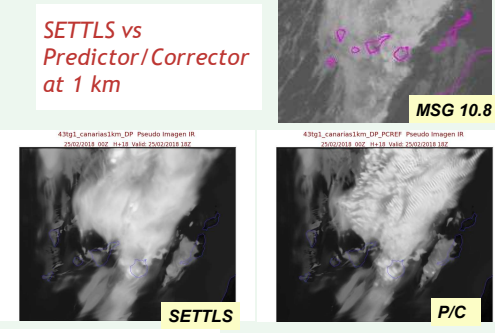 SETTLS vs
Predictor/Corrector
at 1 km
MSG 10.8
43tg1_canarias1km_DP Pseudo Imagen IR
25/02/2018 00Z H+18 Valid: 25/02/2018 18Z
SETTLS
43tg1_canarias1km_DP_PCREF Pseudo Imagen IR
25/02/2018 00Z H+18 Valid: 25/02/2018 18Z
P/C